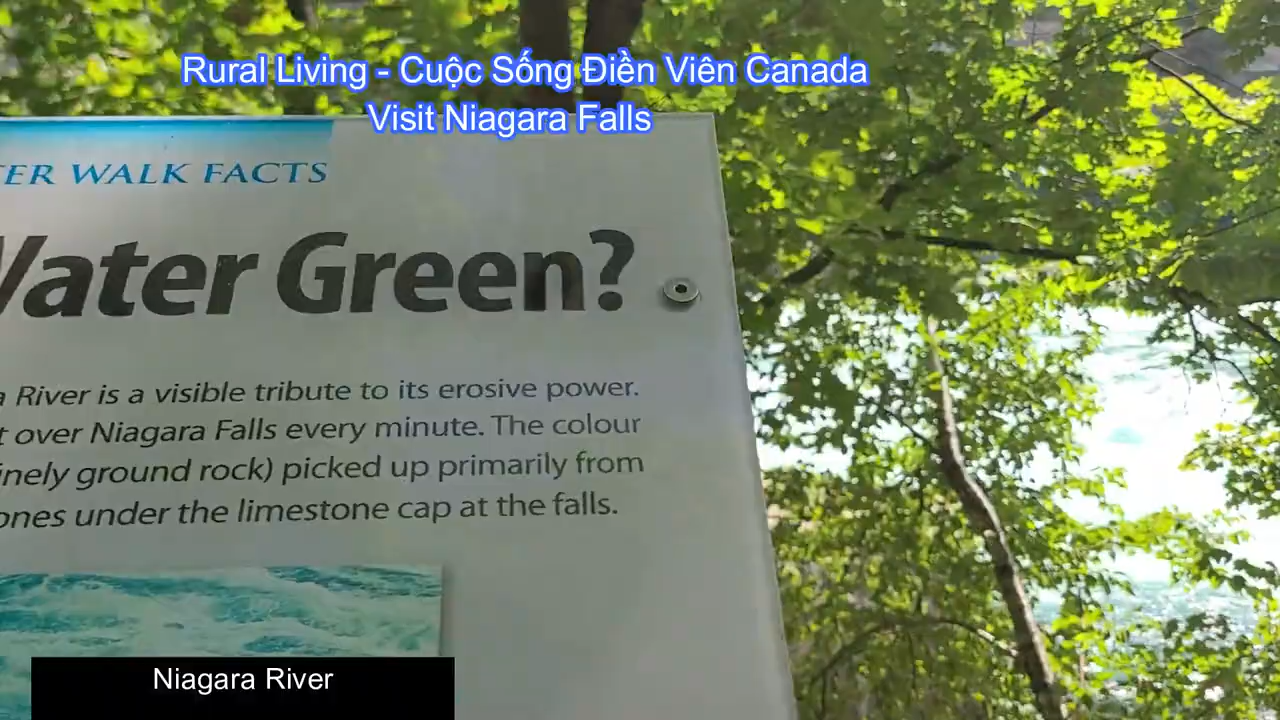 Rural Living - Cuộc Sống Điền Viên Canada
Visit Niagara Falls
TER WALK FACTS
Water Green?
a River is a visible tribute to its erosive power.
t over Niagara Falls every minute. The colour
inely ground rock) picked up primarily from
ones under the limestone cap at the falls.
Niagara River